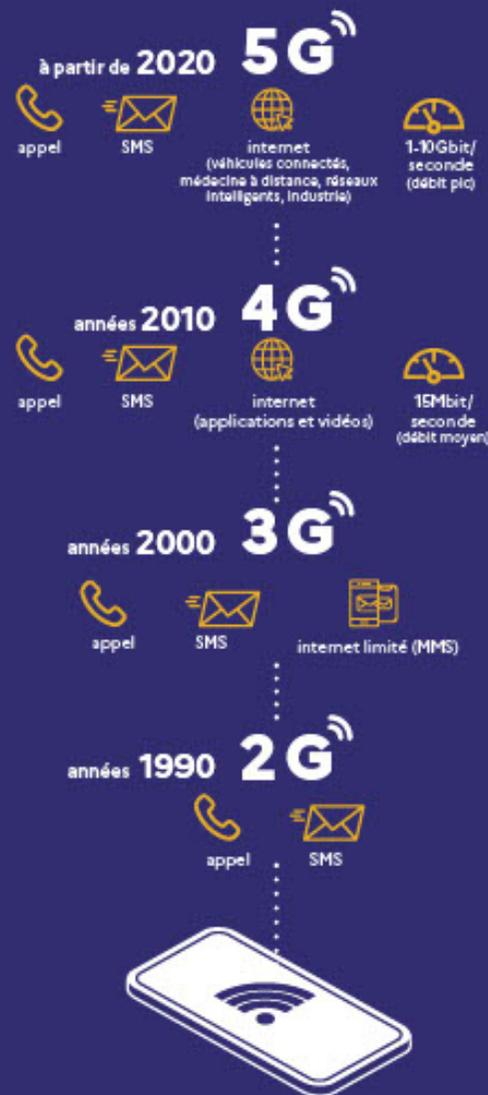 à partir de 2020 5G
appel
SMS
internet
(véhicules connectés,
médecine à distance, réseaux
intelligents, industrie)
1-10Gbit/
seconde
(débit pic)
années 2010 4G
appel
SMS
internet
(applications et vidéos)
15Mbit/
seconde
(débit moyen)
années 2000 3G
appel
SMS
internet limité (MMS)
années 1990 2G
appel
SMS